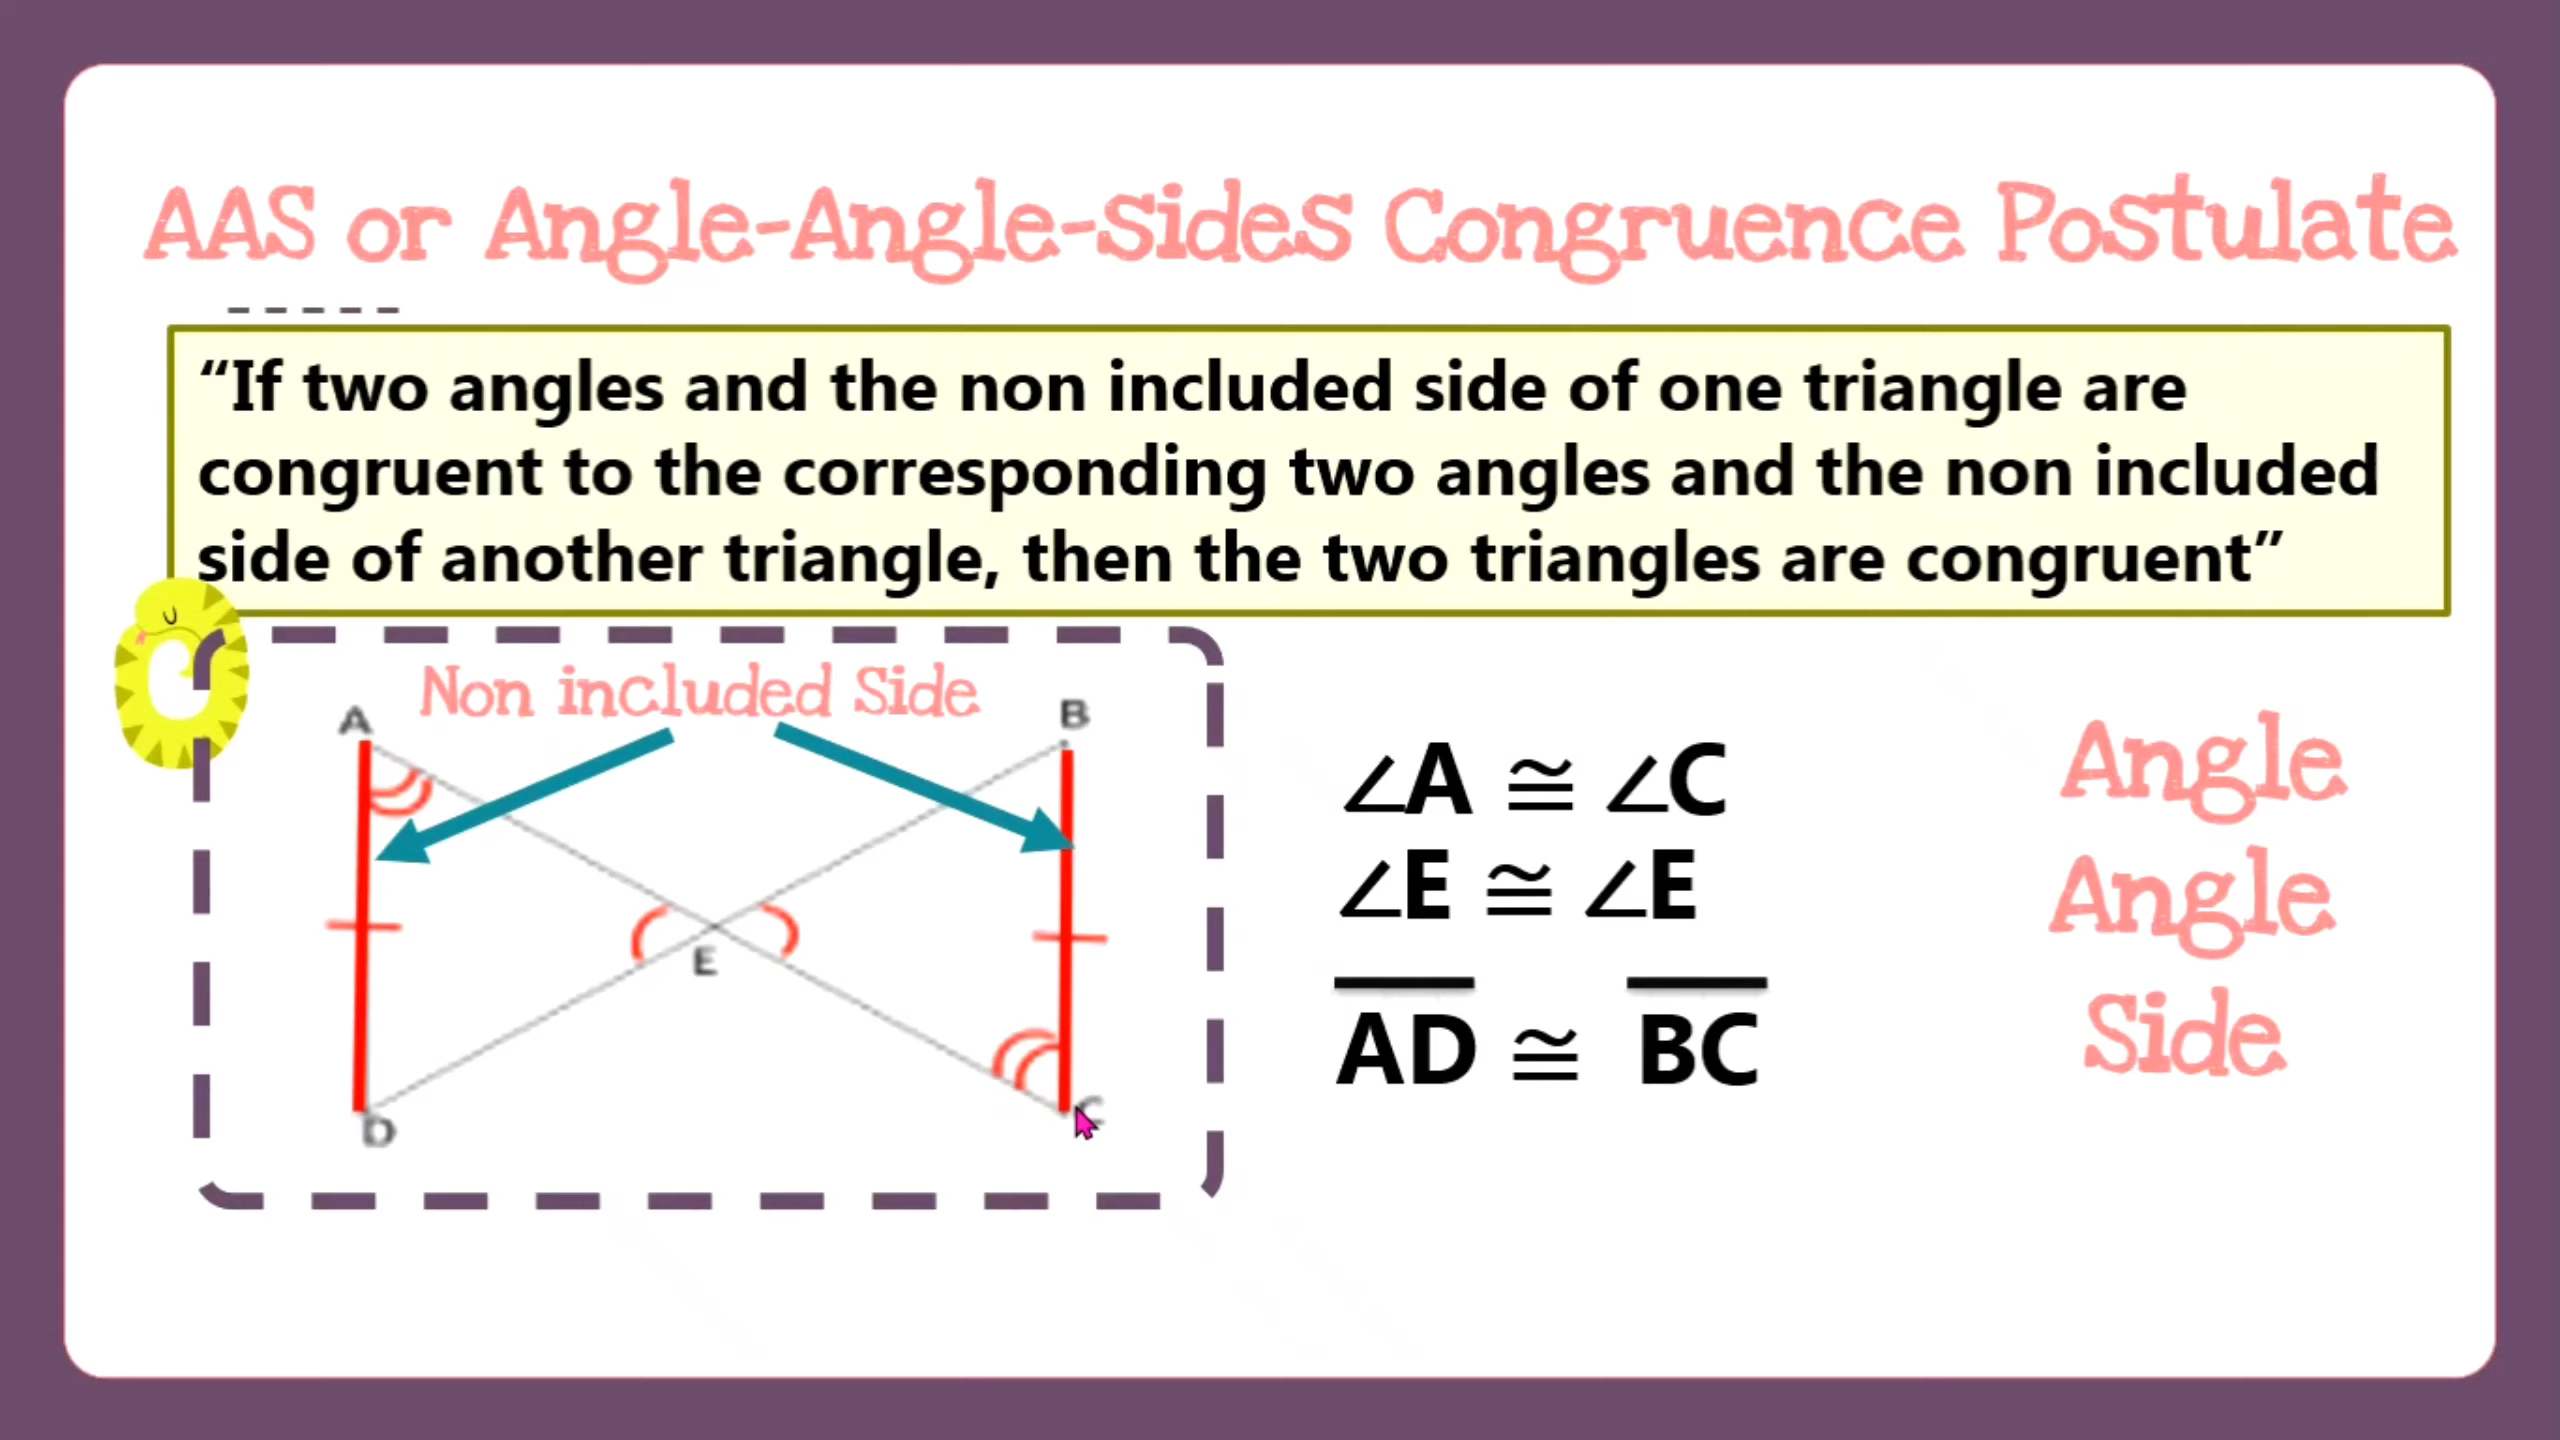 AAS or Angle-Angle-sides Congruence Postulate
“If two angles and the non included side of one triangle are
congruent to the corresponding two angles and the non included
side of another triangle, then the two triangles are congruent”
Non included Side
A
B
E
D
C
∠A ≅ ∠C
Angle
∠E ≅ ∠E
Angle
AD ≅ BC
Side